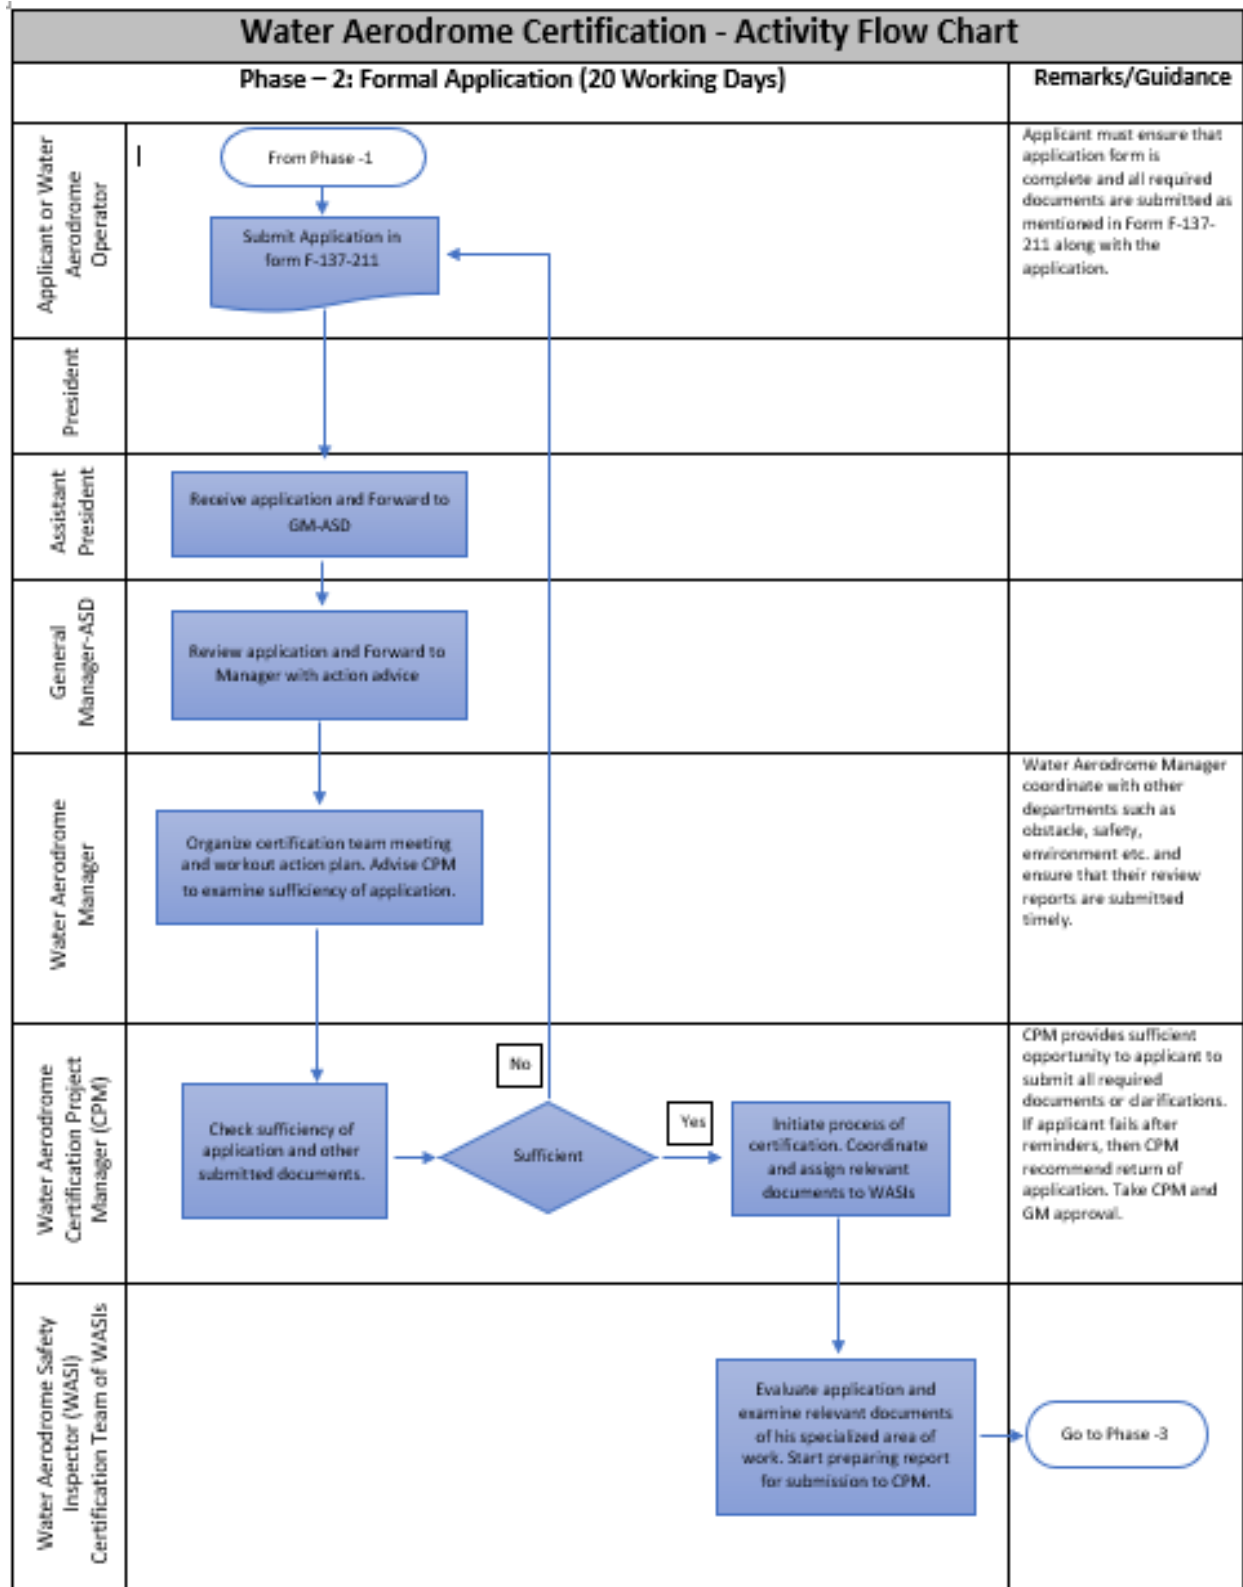 Water Aerodrome Certification - Activity Flow Chart
Phase – 2: Formal Application (20 Working Days)
Remarks/Guidance
Applicant or Water
Aerodrome
Operator
From Phase -1
Submit Application in
form F-137-211
Applicant must ensure that
application form is
complete and all required
documents are submitted as
mentioned in Form F-137-
211 along with the
application.
President
Assistant
President
Receive application and Forward to
GM-ASD
General
Manager-ASD
Review application and Forward to
Manager with action advice
Water Aerodrome
Manager
Organize certification team meeting
and workout action plan. Advise CPM
to examine sufficiency of application.
Water Aerodrome Manager
coordinate with other
departments such as
obstacle, safety,
environment etc. and
ensure that their review
reports are submitted
timely.
Water Aerodrome
Certification Project
Manager (CPM)
Check sufficiency of
application and other
submitted documents.
No
Sufficient
Yes
Initiate process of
certification. Coordinate
and assign relevant
documents to WASIs
CPM provides sufficient
opportunity to applicant to
submit all required
documents or clarifications.
If applicant fails after
reminders, then CPM
recommend return of
application. Take CPM and
GM approval.
Water Aerodrome Safety
Inspector (WASI)
Certification Team of WASIs
Evaluate application and
examine relevant documents
of his specialized area of
work. Start preparing report
for submission to CPM.
Go to Phase -3